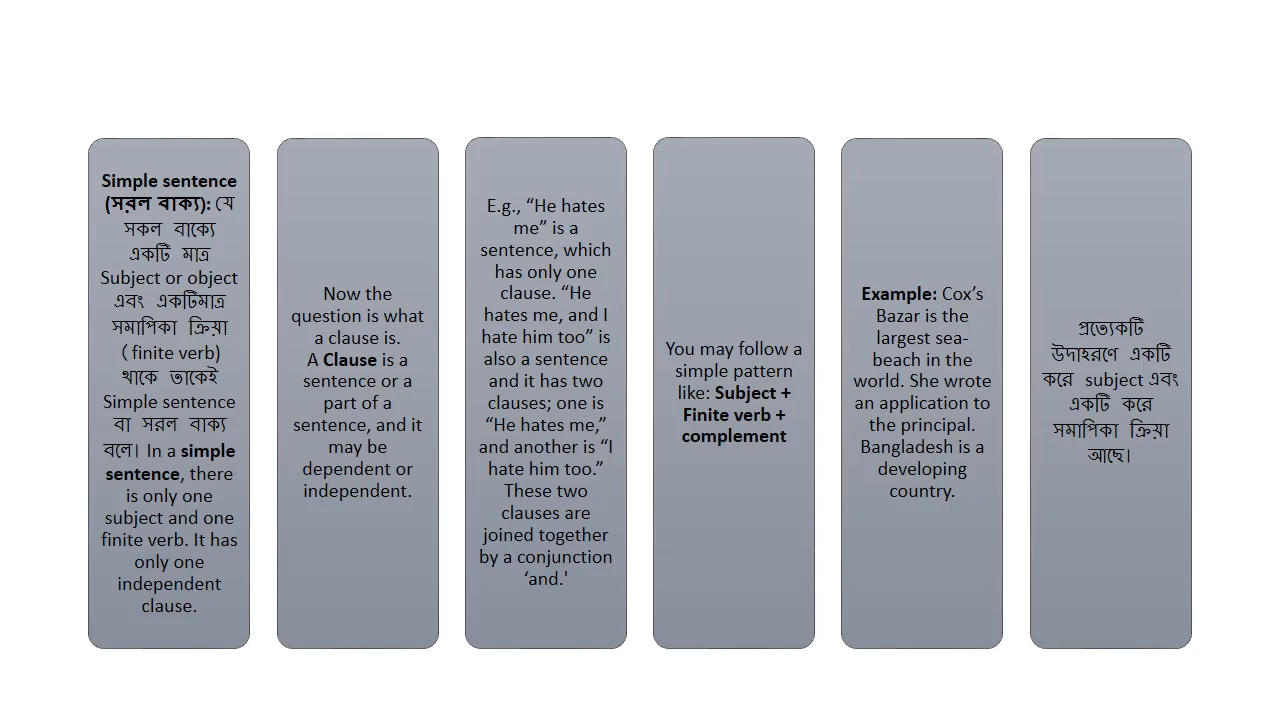 Simple sentence
(সরল বাক্য): যে
সকল বাক্যে
একটি মাত্র
Subject or object
এবং একটিমাত্র
সমাপিকা ক্রিয়া
( finite verb)
থাকে তাকেই
Simple sentence
বা সরল বাক্য
বলে। In a simple
sentence, there
is only one
subject and one
finite verb. It has
only one
independent
clause.
Now the
question is what
a clause is.
A Clause is a
sentence or a
part of a
sentence, and it
may be
dependent or
independent.
E.g., “He hates
me” is a
sentence, which
has only one
clause. “He
hates me, and I
hate him too” is
also a sentence
and it has two
clauses; one is
“He hates me,”
and another is “I
hate him too.”
These two
clauses are
joined together
by a conjunction
‘and.'
You may follow a
simple pattern
like: Subject +
Finite verb +
complement
Example: Cox’s
Bazar is the
largest sea-
beach in the
world. She wrote
an application to
the principal.
Bangladesh is a
developing
country.
প্রত্যেকটি
উদাহরণে একটি
করে subject এবং
একটি করে
সমাপিকা ক্রিয়া
আছে।